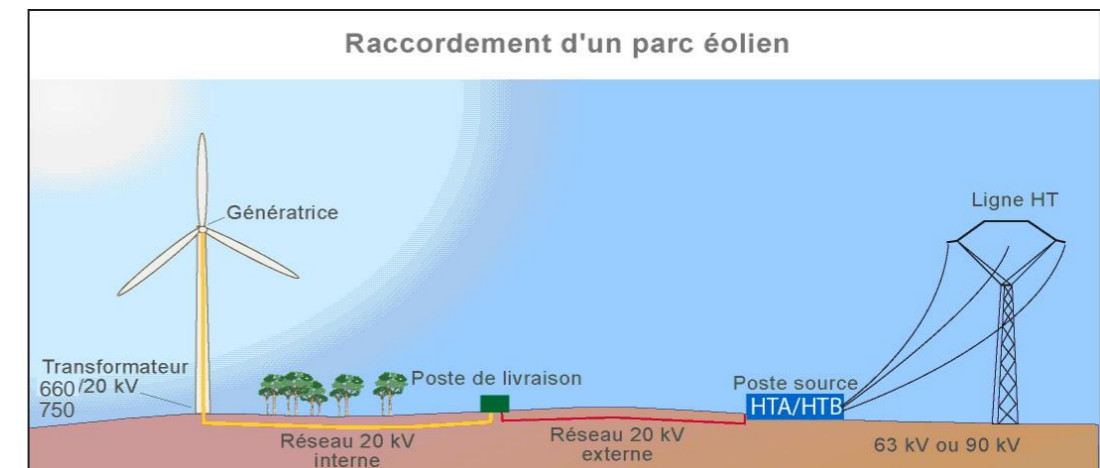 Raccordement d'un parc éolien
Génératrice
Ligne HT
Transformateur
660/20 kV
750
Poste de livraison
Poste source
HTA/HTB
Réseau 20 kV
interne
Réseau 20 kV
externe
63 kV ou 90 kV